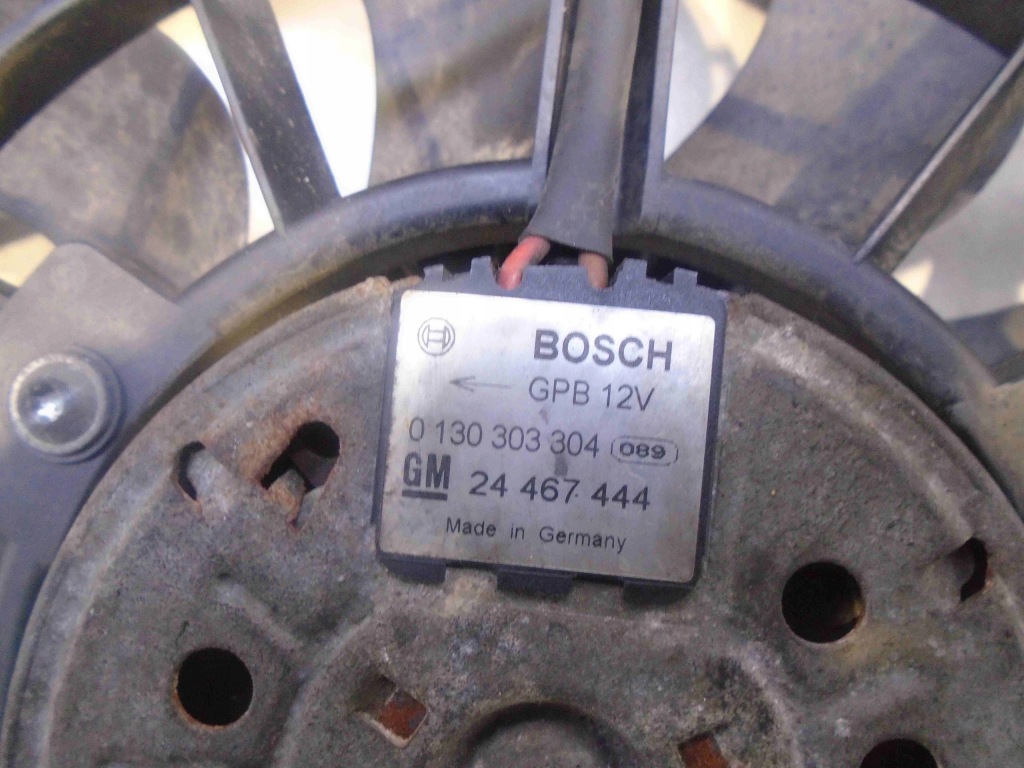 BOSCH
GPB 12V
0 130 303 304 089
GM 24 467 444
Made in Germany